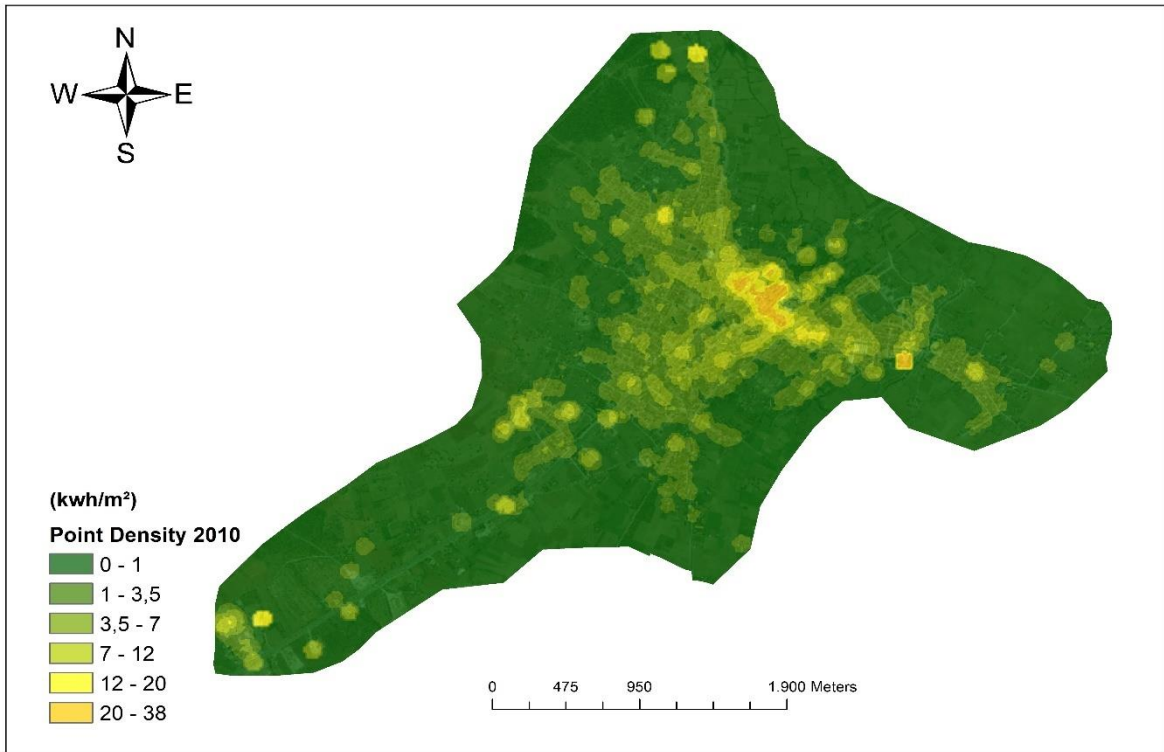 N
W E
S
(kwh/m²)
Point Density 2010
0 - 1
1 - 3,5
3,5 - 7
7 - 12
12 - 20
20 - 38
0 475 950 1.900 Meters